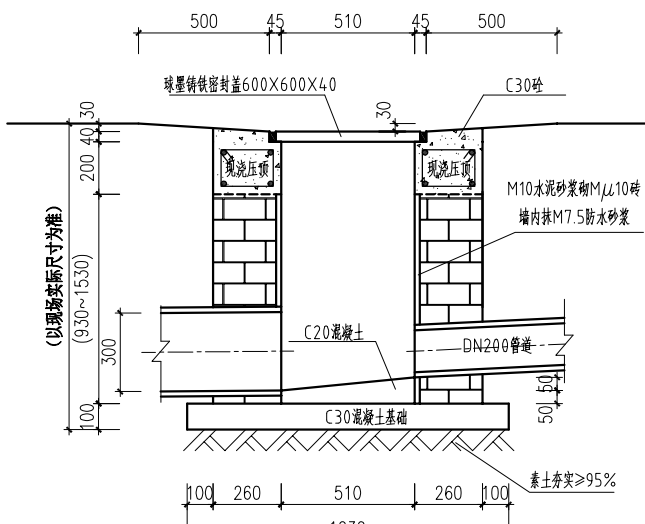 500 45 510 45 500
球墨铸铁密封盖600X600X40
30
C30砼
30
40
200
现浇压顶
现浇压顶
M10水泥砂浆砌Mμ10砖
墙内抹M7.5防水砂浆
(以现场实际尺寸为准)
(930~1530)
300
C20混凝土
DN200管道
50
50
100
C30混凝土基础
素土夯实≥95%
100 260 510 260 100